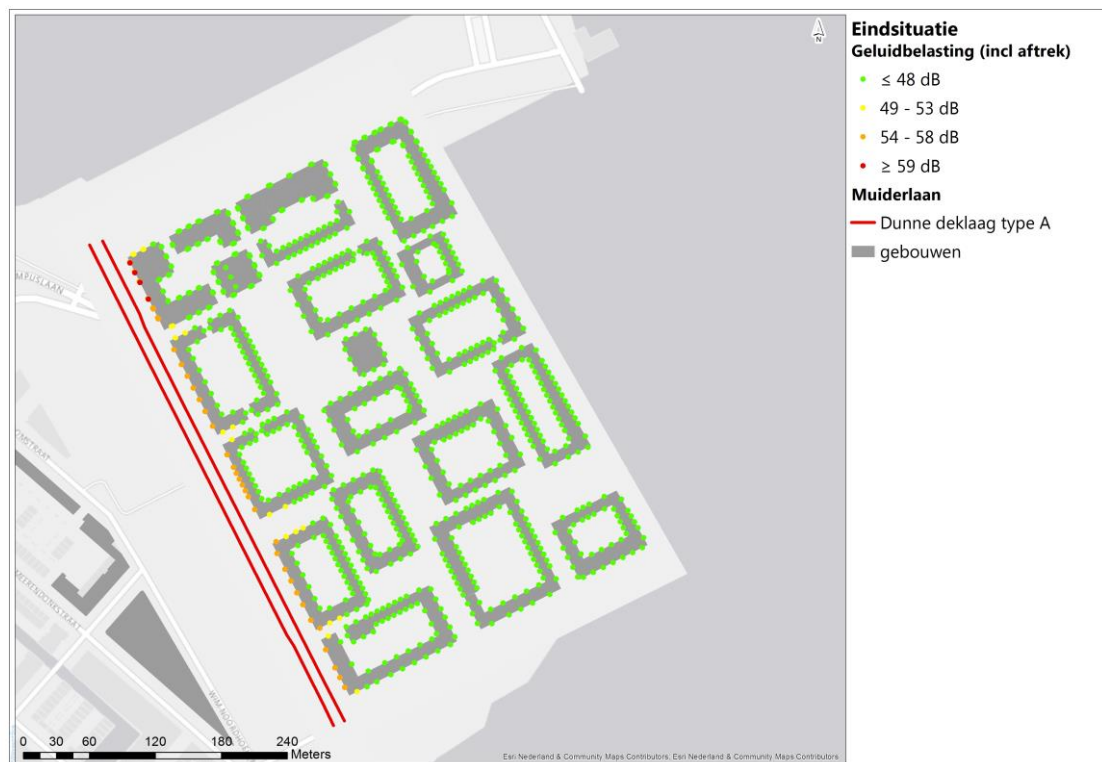 Eindsituatie
Geluidbelasting (incl aftrek)
≤ 48 dB
49 - 53 dB
54 - 58 dB
≥ 59 dB
Muiderlaan
Dunne deklaag type A
gebouwen
N
MPUSLAAN
0 30 60 120 180 240
Meters
Esri Nederland & Community Maps Contributors, Esri Nederland & Community Maps Contributors